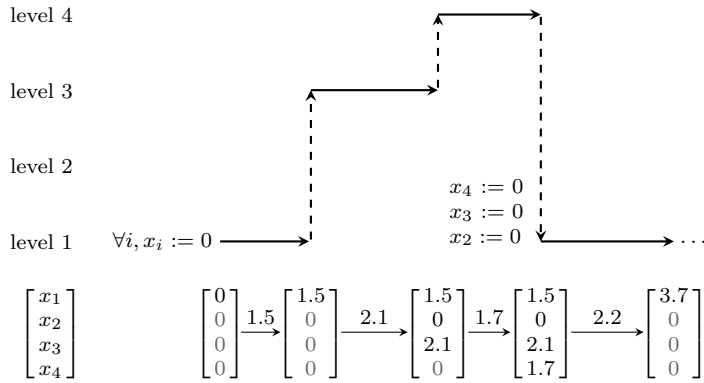 level 4
level 3
level 2
x₄ := 0
x₃ := 0
x₂ := 0
level 1 ∀i, xᵢ := 0 ...
[x₁ x₂ x₃ x₄] [0 0 0 0] 1.5 [1.5 0 0 0] 2.1 [1.5 0 2.1 0] 1.7 [1.5 0 2.1 1.7] 2.2 [3.7 0 0 0]